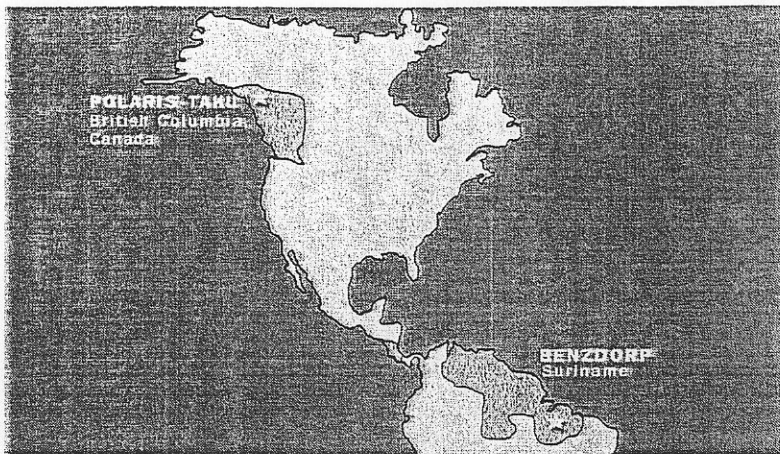 POLARIS-TAKU
British Columbia
Canada
BENZDORP
Suriname